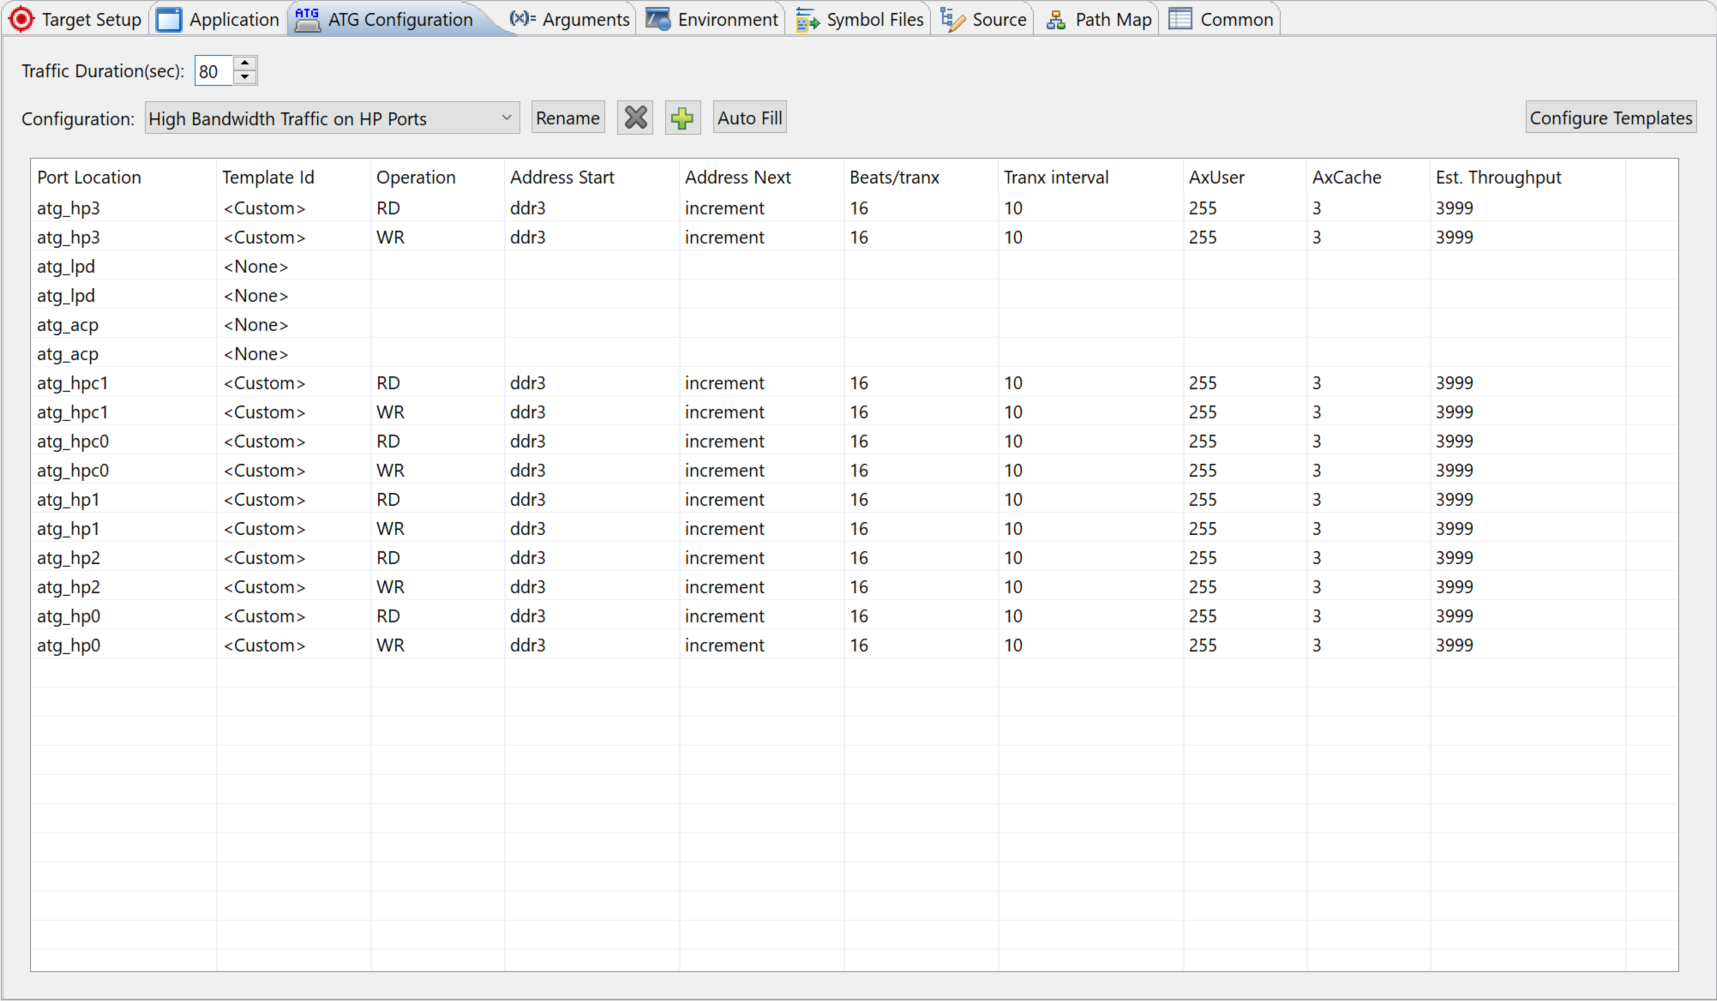 Target Setup Application ATG ATG Configuration (x)= Arguments Environment Symbol Files Source Path Map Common
Traffic Duration(sec): 80
Configuration: High Bandwidth Traffic on HP Ports Rename Auto Fill Configure Templates
Port Location Template Id Operation Address Start Address Next Beats/tranx Tranx interval AxUser AxCache Est. Throughput
atg_hp3 <Custom> RD ddr3 increment 16 10 255 3 3999
atg_hp3 <Custom> WR ddr3 increment 16 10 255 3 3999
atg_lpd <None>
atg_lpd <None>
atg_acp <None>
atg_acp <None>
atg_hpc1 <Custom> RD ddr3 increment 16 10 255 3 3999
atg_hpc1 <Custom> WR ddr3 increment 16 10 255 3 3999
atg_hpc0 <Custom> RD ddr3 increment 16 10 255 3 3999
atg_hpc0 <Custom> WR ddr3 increment 16 10 255 3 3999
atg_hp1 <Custom> RD ddr3 increment 16 10 255 3 3999
atg_hp1 <Custom> WR ddr3 increment 16 10 255 3 3999
atg_hp2 <Custom> RD ddr3 increment 16 10 255 3 3999
atg_hp2 <Custom> WR ddr3 increment 16 10 255 3 3999
atg_hp0 <Custom> RD ddr3 increment 16 10 255 3 3999
atg_hp0 <Custom> WR ddr3 increment 16 10 255 3 3999